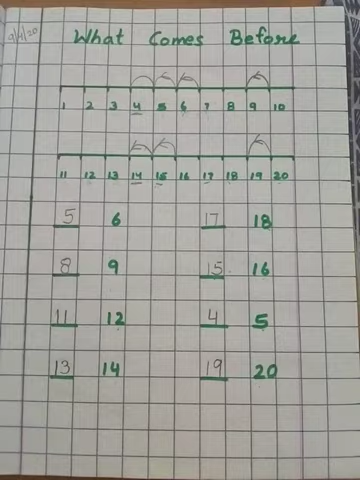 9/4/20
What Comes Before
1 2 3 4 5 6 7 8 9 10
11 12 13 14 15 16 17 18 19 20
5 6 17 18
8 9 15 16
11 12 4 5
13 14 19 20